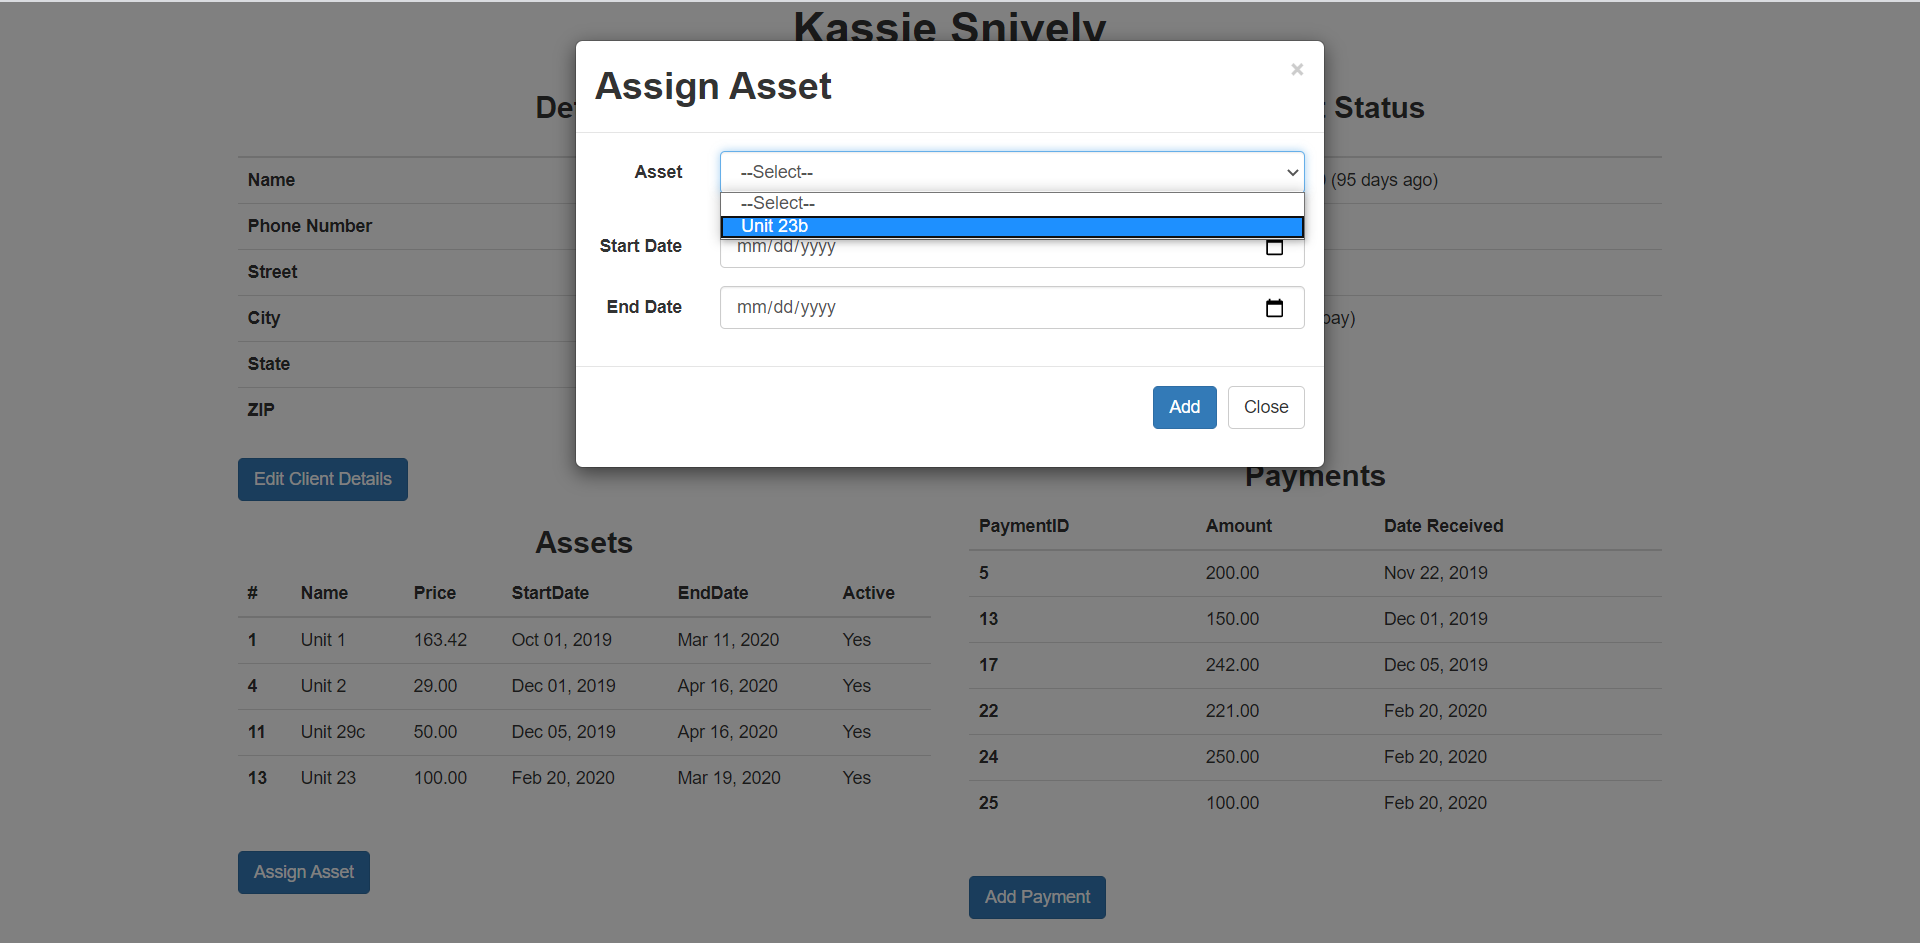 Kassie Snively
Assign Asset
×
Status
Asset
--Select--
--Select--
Unit 23b
Start Date
mm/dd/yyyy
End Date
mm/dd/yyyy
Add
Close
Name
(95 days ago)
Phone Number
Street
City
State
ZIP
Edit Client Details
Assets
# Name Price StartDate EndDate Active
1 Unit 1 163.42 Oct 01, 2019 Mar 11, 2020 Yes
4 Unit 2 29.00 Dec 01, 2019 Apr 16, 2020 Yes
11 Unit 29c 50.00 Dec 05, 2019 Apr 16, 2020 Yes
13 Unit 23 100.00 Feb 20, 2020 Mar 19, 2020 Yes
Assign Asset
Payments
PaymentID Amount Date Received
5 200.00 Nov 22, 2019
13 150.00 Dec 01, 2019
17 242.00 Dec 05, 2019
22 221.00 Feb 20, 2020
24 250.00 Feb 20, 2020
25 100.00 Feb 20, 2020
Add Payment